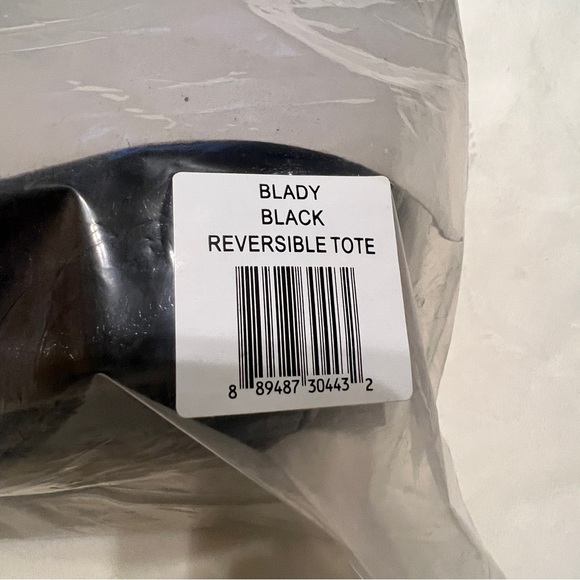 BLADY
BLACK
REVERSIBLE TOTE
8 89487 30443 2